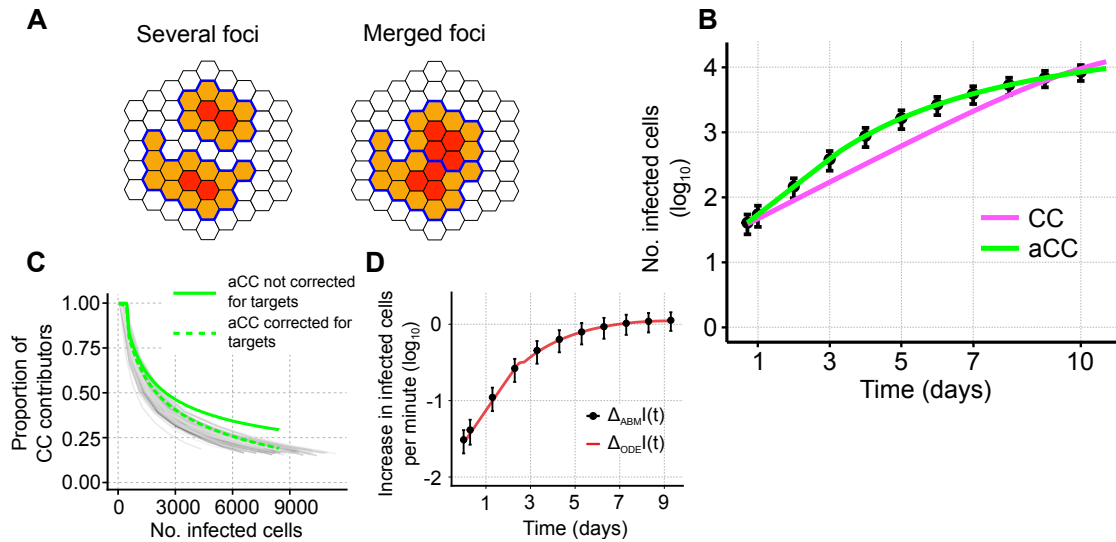 A
Several foci
Merged foci
B
No. infected cells
(log10)
4
3
2
1
0
CC
aCC
1
3
5
7
10
Time (days)
C
aCC not corrected
for targets
aCC corrected for
targets
Proportion of
CC contributors
1.00
0.75
0.50
0.25
0.00
0
3000
6000
9000
No. infected cells
D
Increase in infected cells
per minute (log10)
0
-1
-2
ΔABMI(t)
ΔODEI(t)
1
3
5
7
9
Time (days)